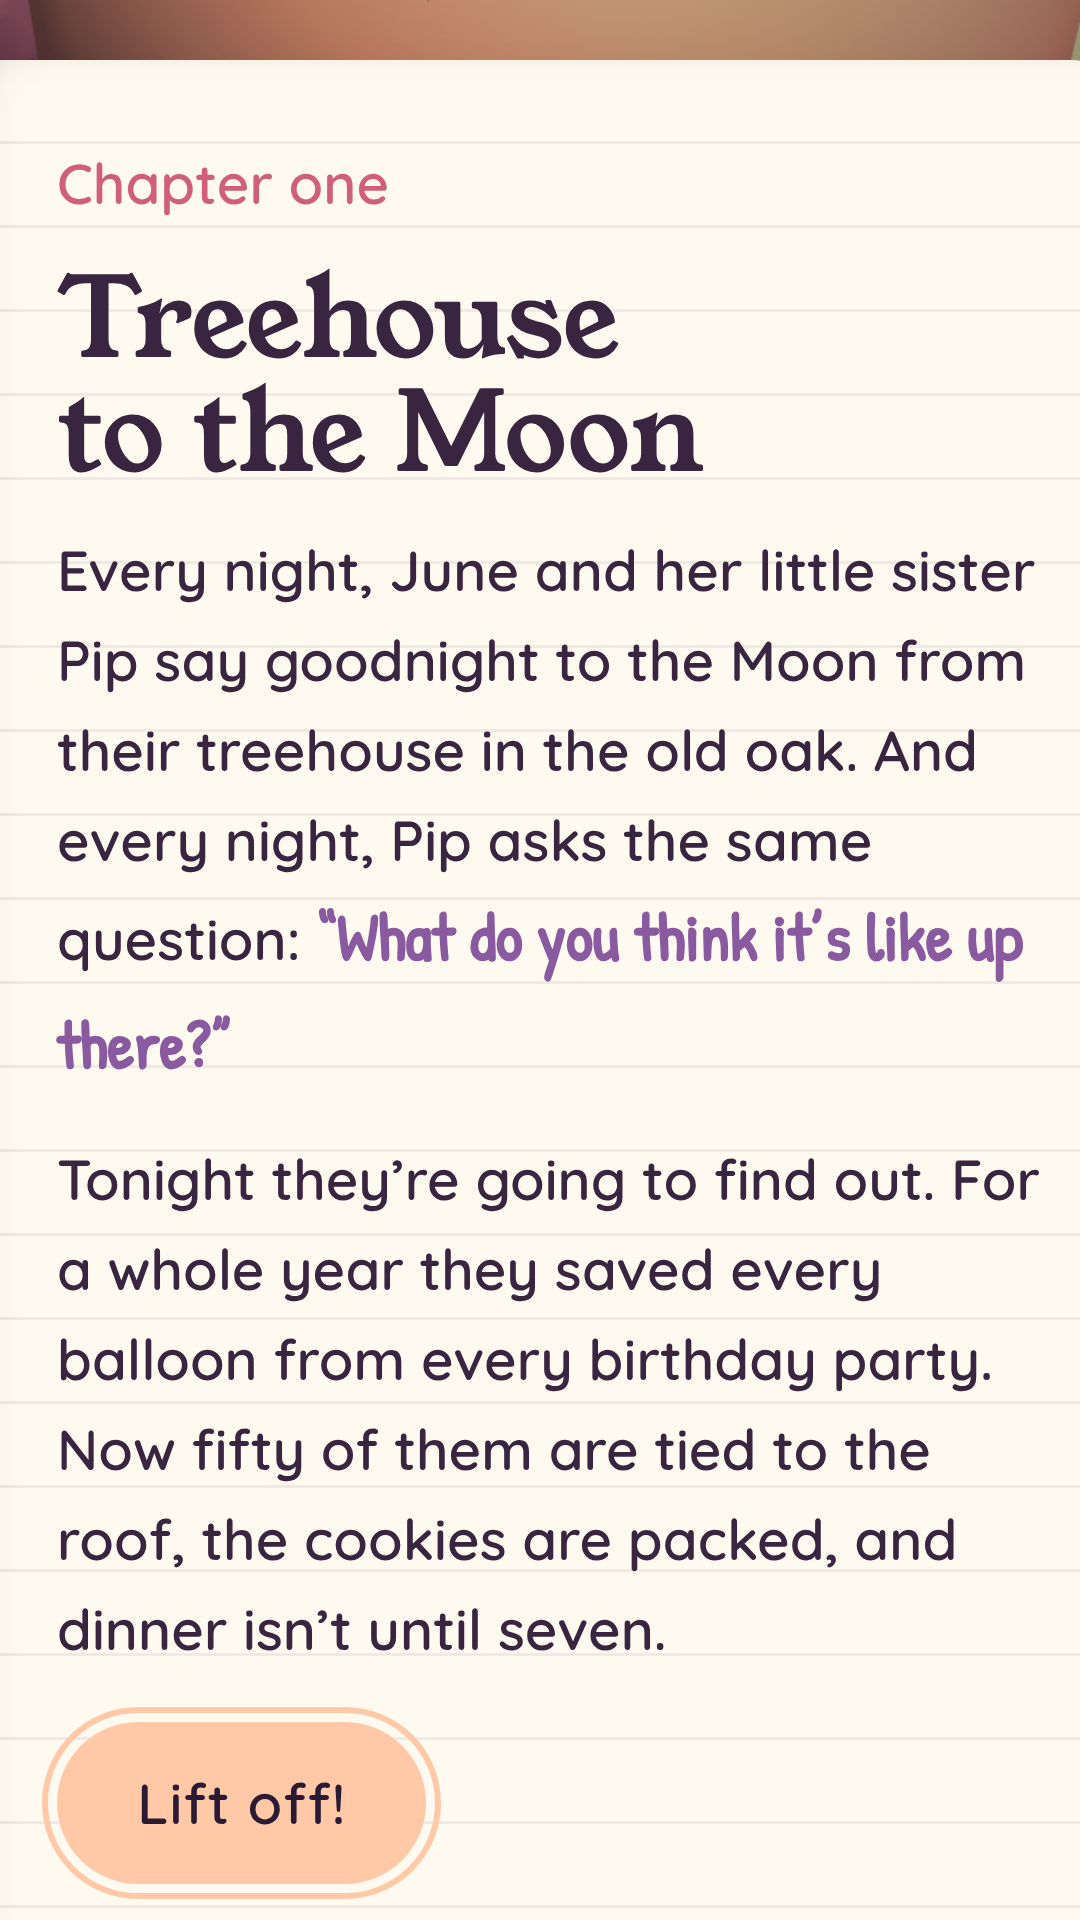 Chapter one
Treehouse
to the Moon
Every night, June and her little sister
Pip say goodnight to the Moon from
their treehouse in the old oak. And
every night, Pip asks the same
question: “What do you think it’s like up
there?”
Tonight they’re going to find out. For
a whole year they saved every
balloon from every birthday party.
Now fifty of them are tied to the
roof, the cookies are packed, and
dinner isn’t until seven.
Lift off!